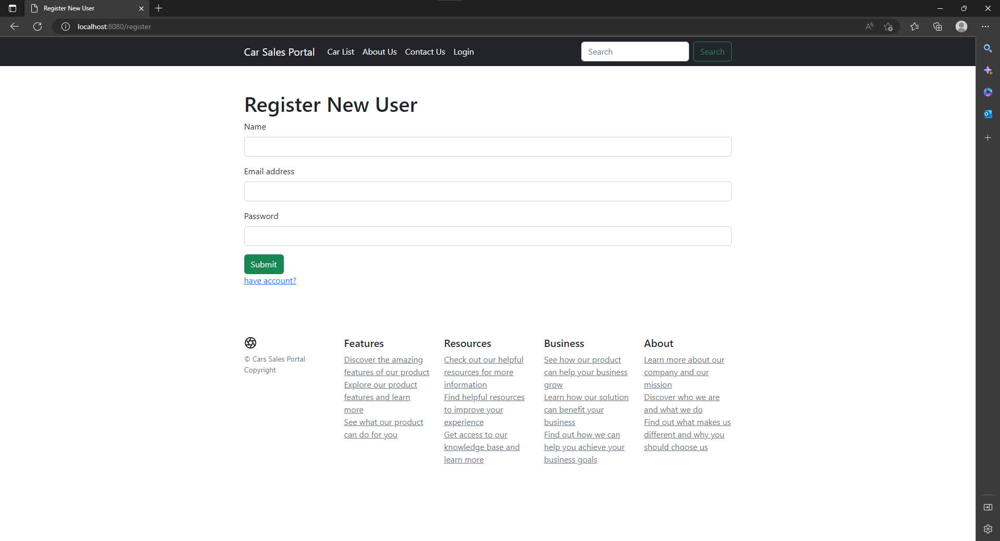 Register New User
localhost:8080/register
Car Sales Portal Car List About Us Contact Us Login Search Search
Register New User
Name
Email address
Password
Submit
have account?
© Cars Sales Portal
Copyright
Features
Discover the amazing
features of our product
Explore our product
features and learn
more
See what our product
can do for you
Resources
Check out our helpful
resources for more
information
Find helpful resources
to improve your
experience
Get access to our
knowledge base and
learn more
Business
See how our product
can help your business
grow
Learn how our solution
can benefit your
business
Find out how we can
help you achieve your
business goals
About
Learn more about our
company and our
mission
Discover who we are
and what we do
Find out what makes us
different and why you
should choose us